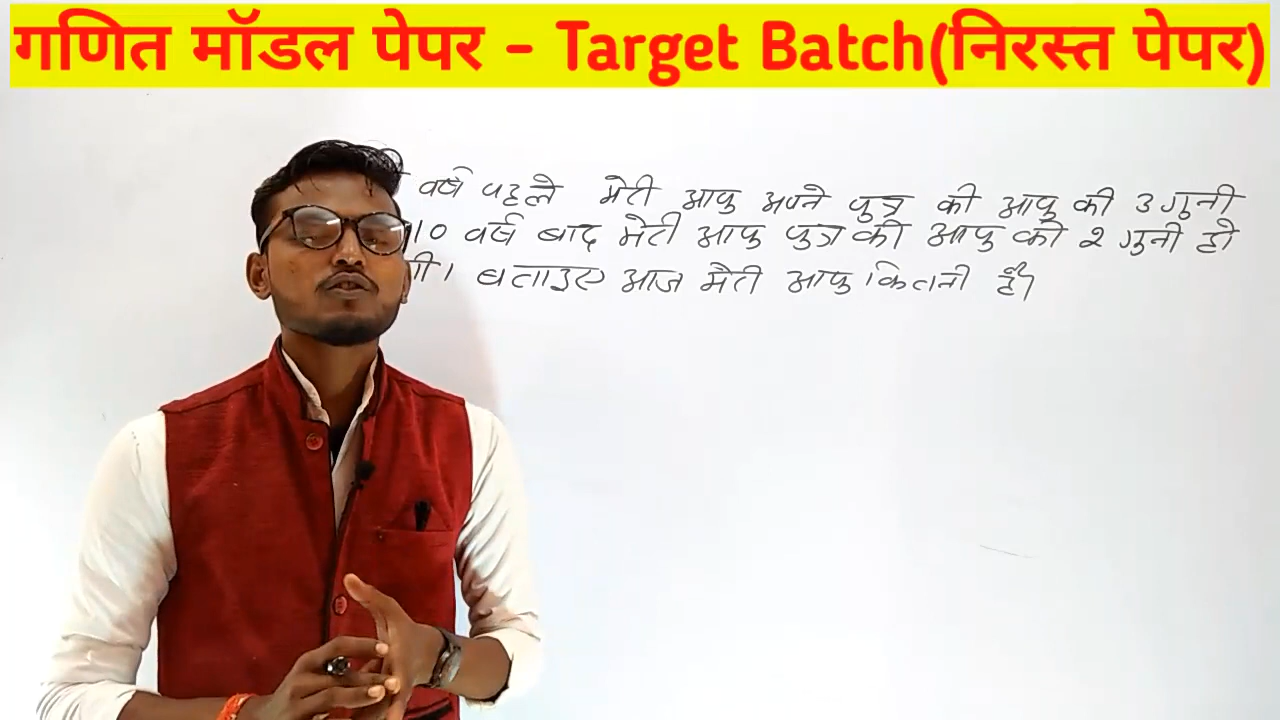 गणित मॉडल पेपर - Target Batch(निरस्त पेपर)
वर्ष पहले मेरी आयु अपने पुत्र की आयु की 3 गुनी
10 वर्ष बाद मेरी आयु पुत्र की आयु की 2 गुनी हो
गी। बताइए आज मेरी आयु कितनी है।